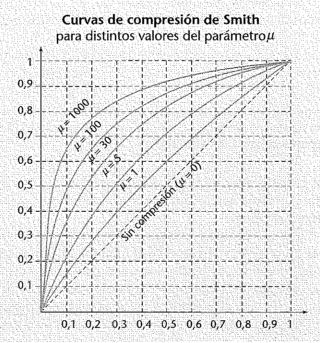 Curvas de compresión de Smith
para distintos valores del parámetro μ
1
0,9
0,8
0,7
0,6
0,5
0,4
0,3
0,2
0,1
μ = 1000
μ = 100
μ = 30
μ = 5
μ = 1
Sin compresión (μ = 0)
0,1 0,2 0,3 0,4 0,5 0,6 0,7 0,8 0,9 1